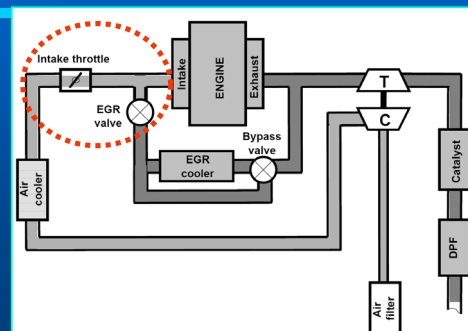 Intake throttle
Intake
ENGINE
Exhaust
T
C
EGR
valve
Bypass
valve
EGR
cooler
Air
cooler
Catalyst
DPF
Air
filter